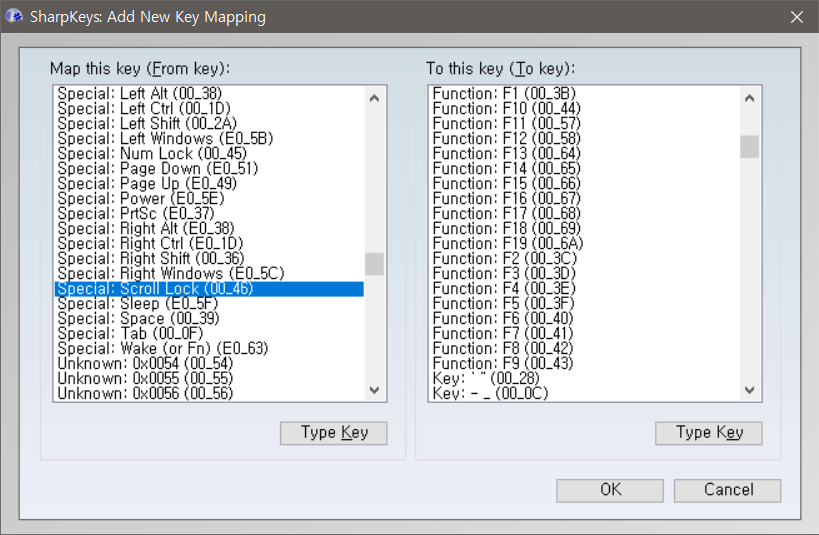 SharpKeys: Add New Key Mapping
Map this key (From key):
Special: Left Alt (00_38)
Special: Left Ctrl (00_1D)
Special: Left Shift (00_2A)
Special: Left Windows (E0_5B)
Special: Num Lock (00_45)
Special: Page Down (E0_51)
Special: Page Up (E0_49)
Special: Power (E0_5E)
Special: PrtSc (E0_37)
Special: Right Alt (E0_38)
Special: Right Ctrl (E0_1D)
Special: Right Shift (00_36)
Special: Right Windows (E0_5C)
Special: Scroll Lock (00_46)
Special: Sleep (E0_5F)
Special: Space (00_39)
Special: Tab (00_0F)
Special: Wake (or Fn) (E0_63)
Unknown: 0x0054 (00_54)
Unknown: 0x0055 (00_55)
Unknown: 0x0056 (00_56)
Type Key
To this key (To key):
Function: F1 (00_3B)
Function: F10 (00_44)
Function: F11 (00_57)
Function: F12 (00_58)
Function: F13 (00_64)
Function: F14 (00_65)
Function: F15 (00_66)
Function: F16 (00_67)
Function: F17 (00_68)
Function: F18 (00_69)
Function: F19 (00_6A)
Function: F2 (00_3C)
Function: F3 (00_3D)
Function: F4 (00_3E)
Function: F5 (00_3F)
Function: F6 (00_40)
Function: F7 (00_41)
Function: F8 (00_42)
Function: F9 (00_43)
Key: ' " (00_28)
Key: - _ (00_0C)
Type Key
OK
Cancel